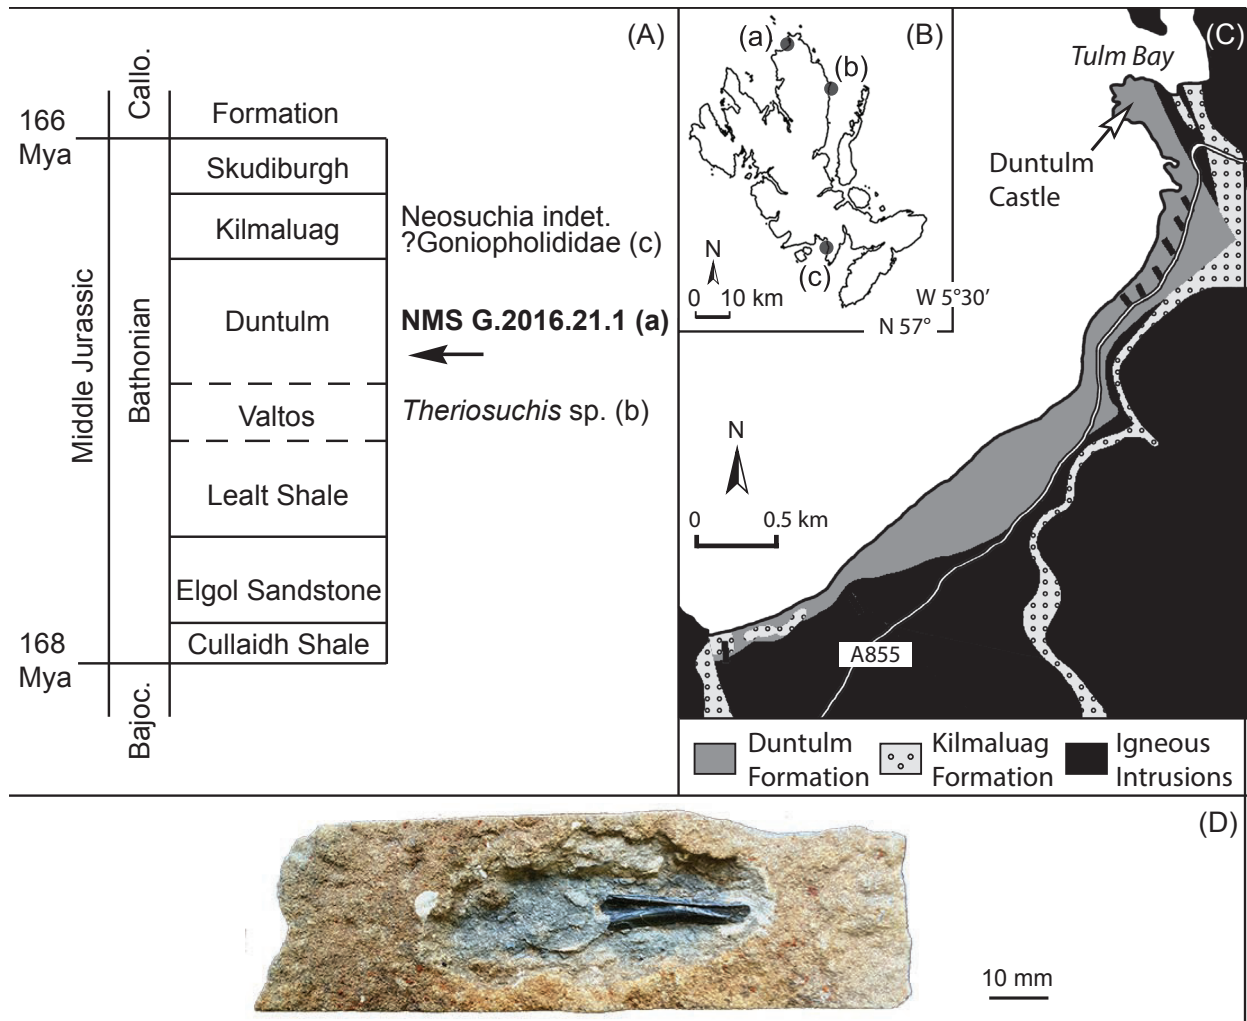 (A)
Callo.
166
Mya
Formation
Skudiburgh
Kilmaluag
Neosuchia indet.
?Goniopholididae (c)
Duntulm
NMS G.2016.21.1 (a)
Valtos
Theriosuchis sp. (b)
Lealt Shale
Elgol Sandstone
Cullaidh Shale
Middle Jurassic
Bathonian
168
Mya
Bajoc.
(B)
(a)
(b)
(c)
N
0 10 km
W 5°30′
N 57°
(C)
Tulm Bay
Duntulm
Castle
N
0 0.5 km
A855
Duntulm
Formation
Kilmaluag
Formation
Igneous
Intrusions
(D)
10 mm